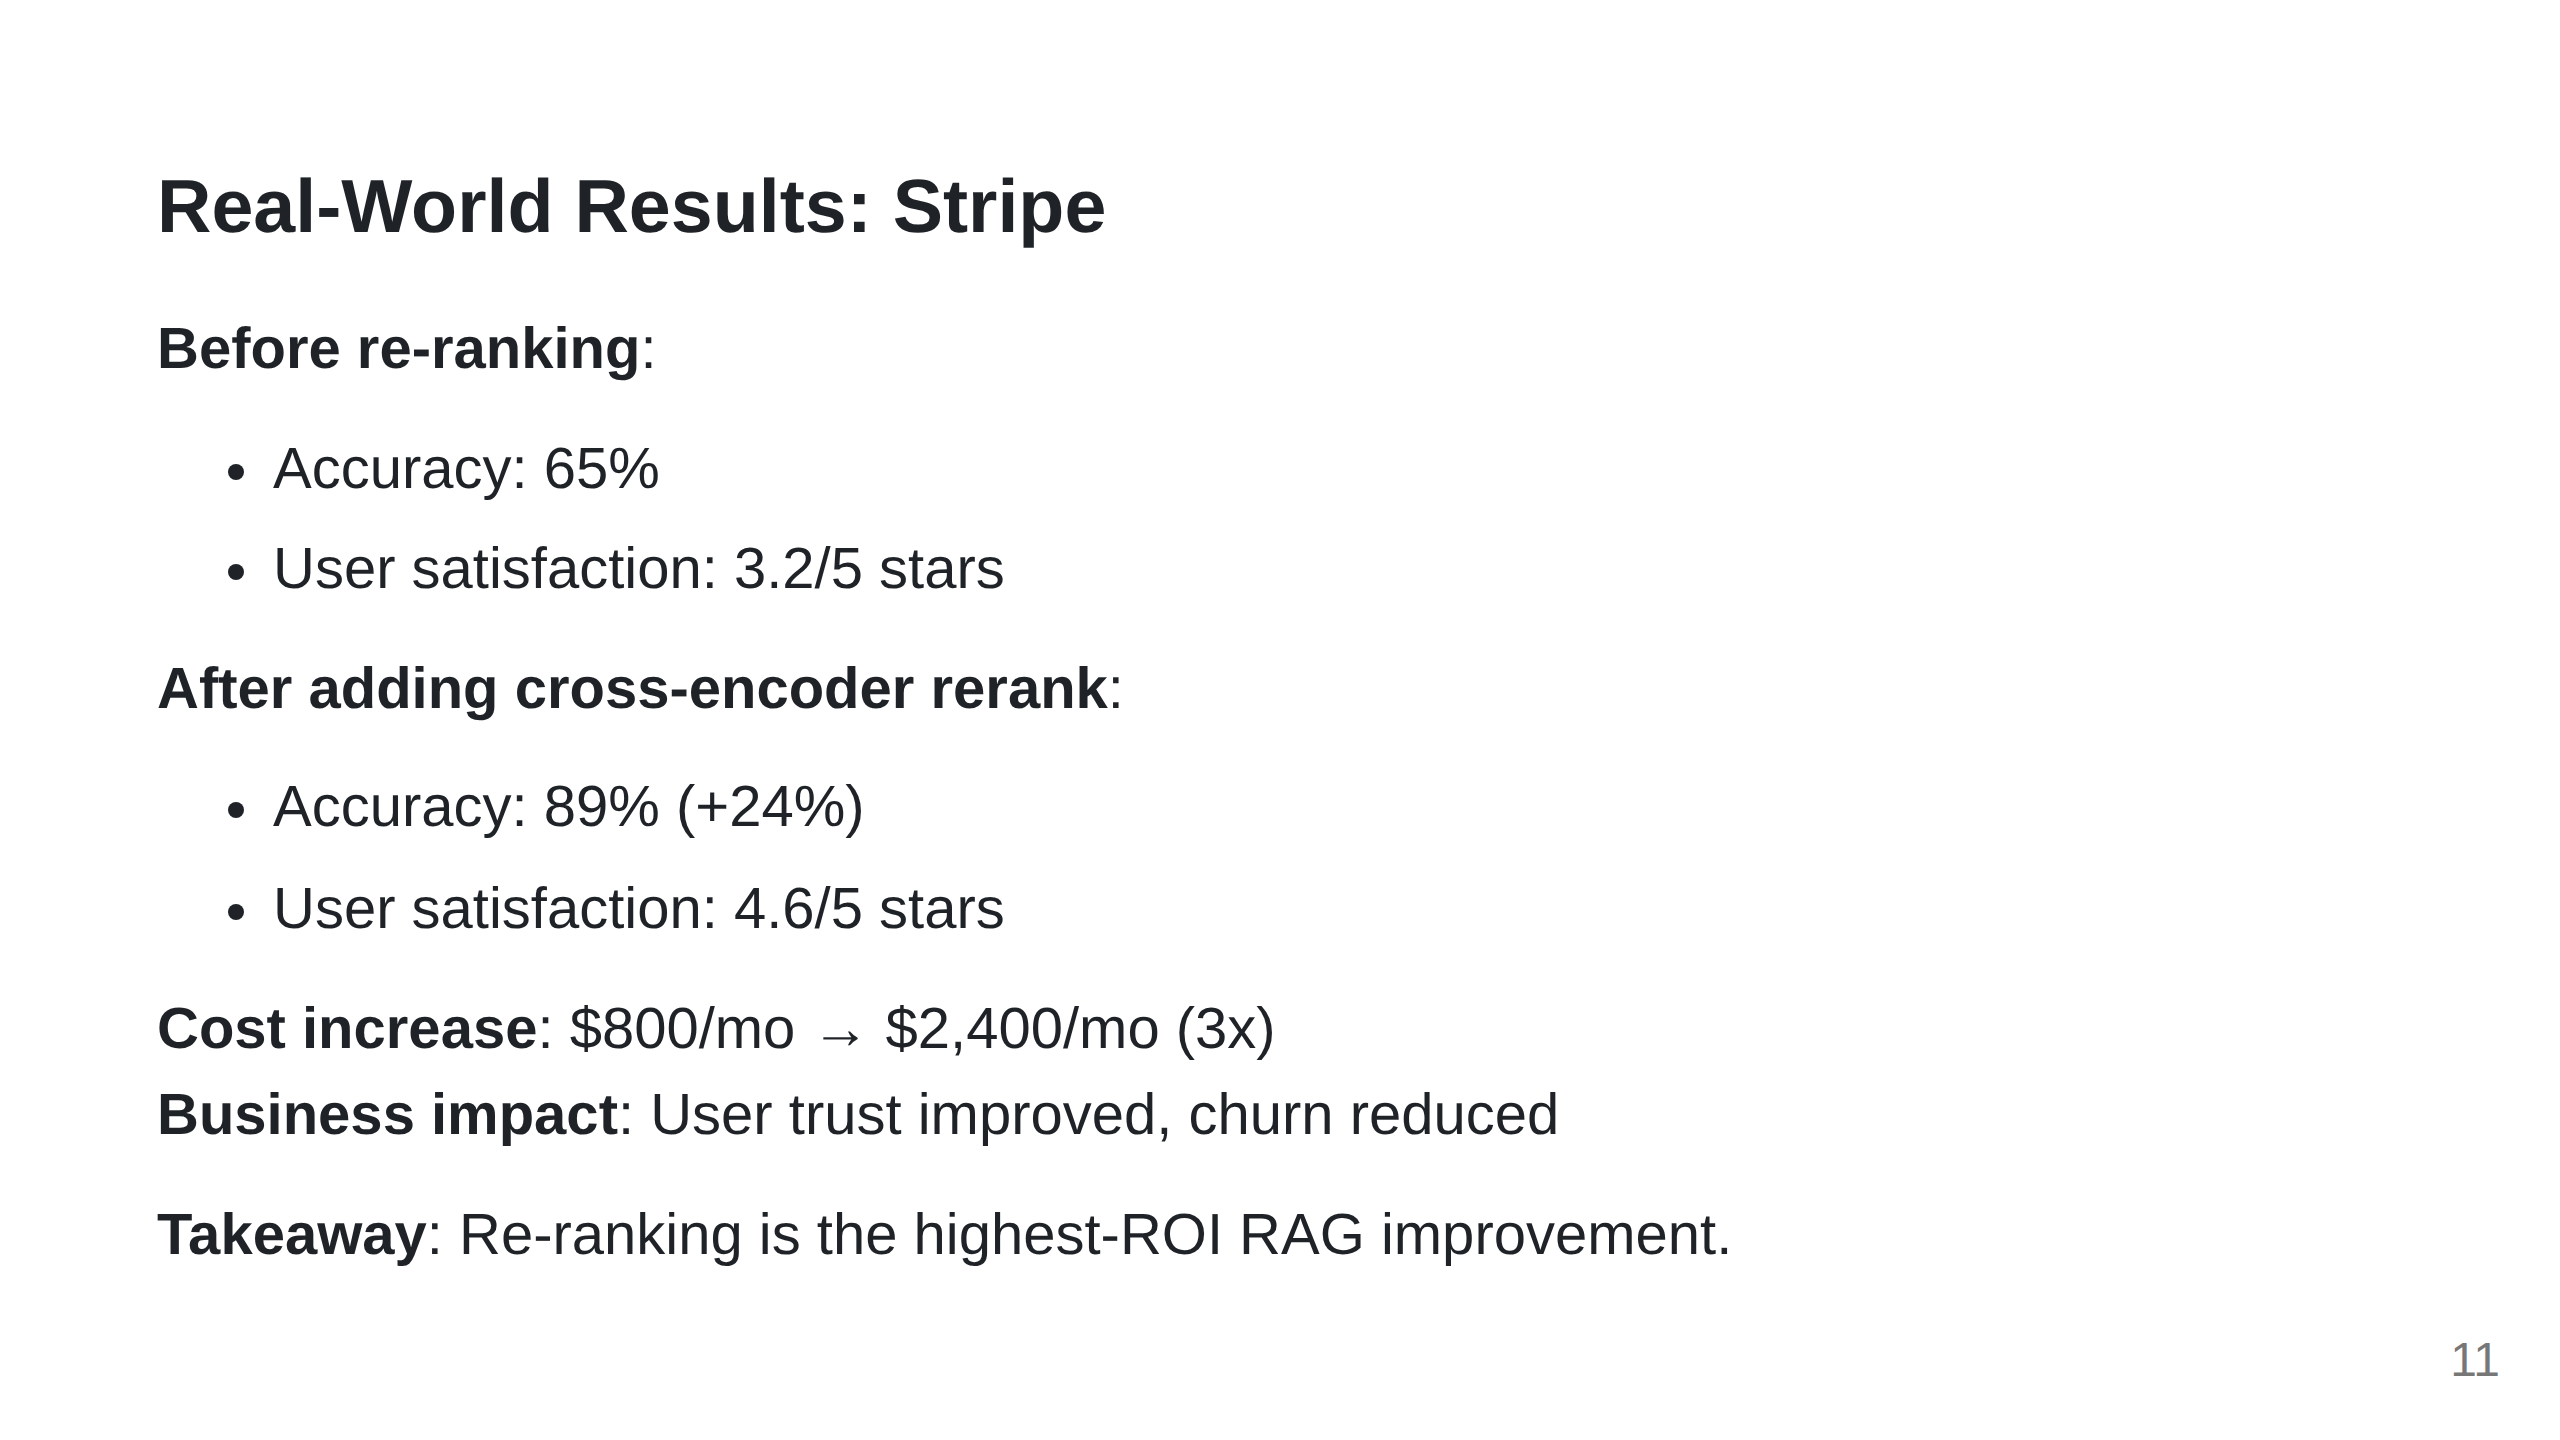 Real-World Results: Stripe
Before re-ranking:
• Accuracy: 65%
• User satisfaction: 3.2/5 stars
After adding cross-encoder rerank:
• Accuracy: 89% (+24%)
• User satisfaction: 4.6/5 stars
Cost increase: $800/mo → $2,400/mo (3x)
Business impact: User trust improved, churn reduced
Takeaway: Re-ranking is the highest-ROI RAG improvement.
11